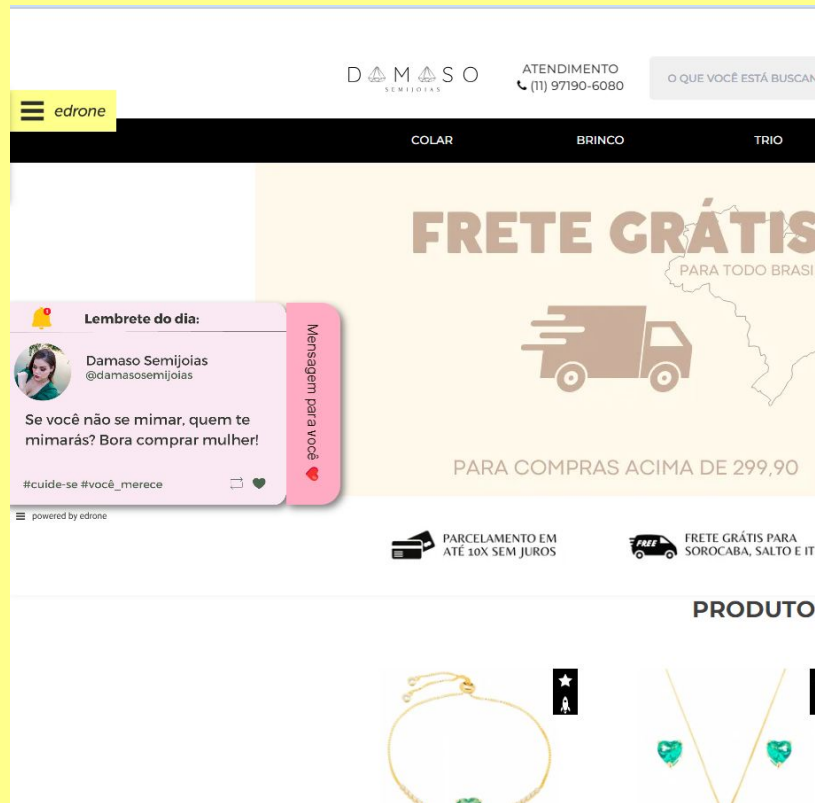 DAMASO
SEMIJOIAS
ATENDIMENTO
(11) 97190-6080
O QUE VOCÊ ESTÁ BUSCAN
edrone
COLAR
BRINCO
TRIO
FRETE GRÁTIS
PARA TODO BRASI
PARA COMPRAS ACIMA DE 299,90
Lembrete do dia:
Damaso Semijoias
@damasosemijoias
Se você não se mimar, quem te
mimarás? Bora comprar mulher!
#cuide-se #você_merece
Mensagem para você
powered by edrone
PARCELAMENTO EM
ATÉ 10X SEM JUROS
FREE
FRETE GRÁTIS PARA
SOROCABA, SALTO E IT
PRODUTO